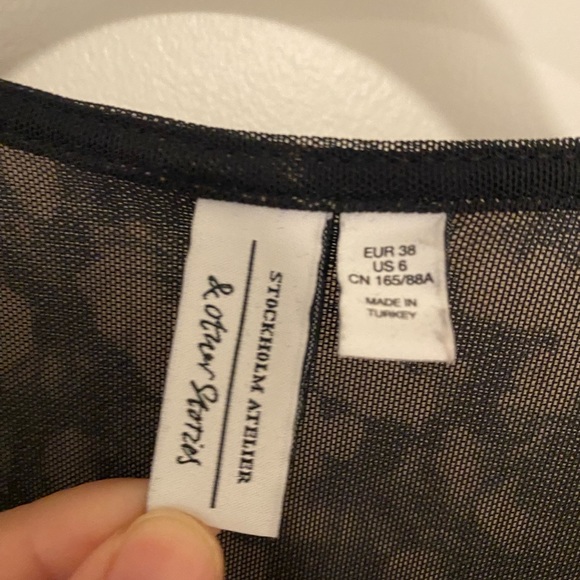 & other Stories
STOCKHOLM ATELIER
EUR 38
US 6
CN 165/88A
MADE IN
TURKEY